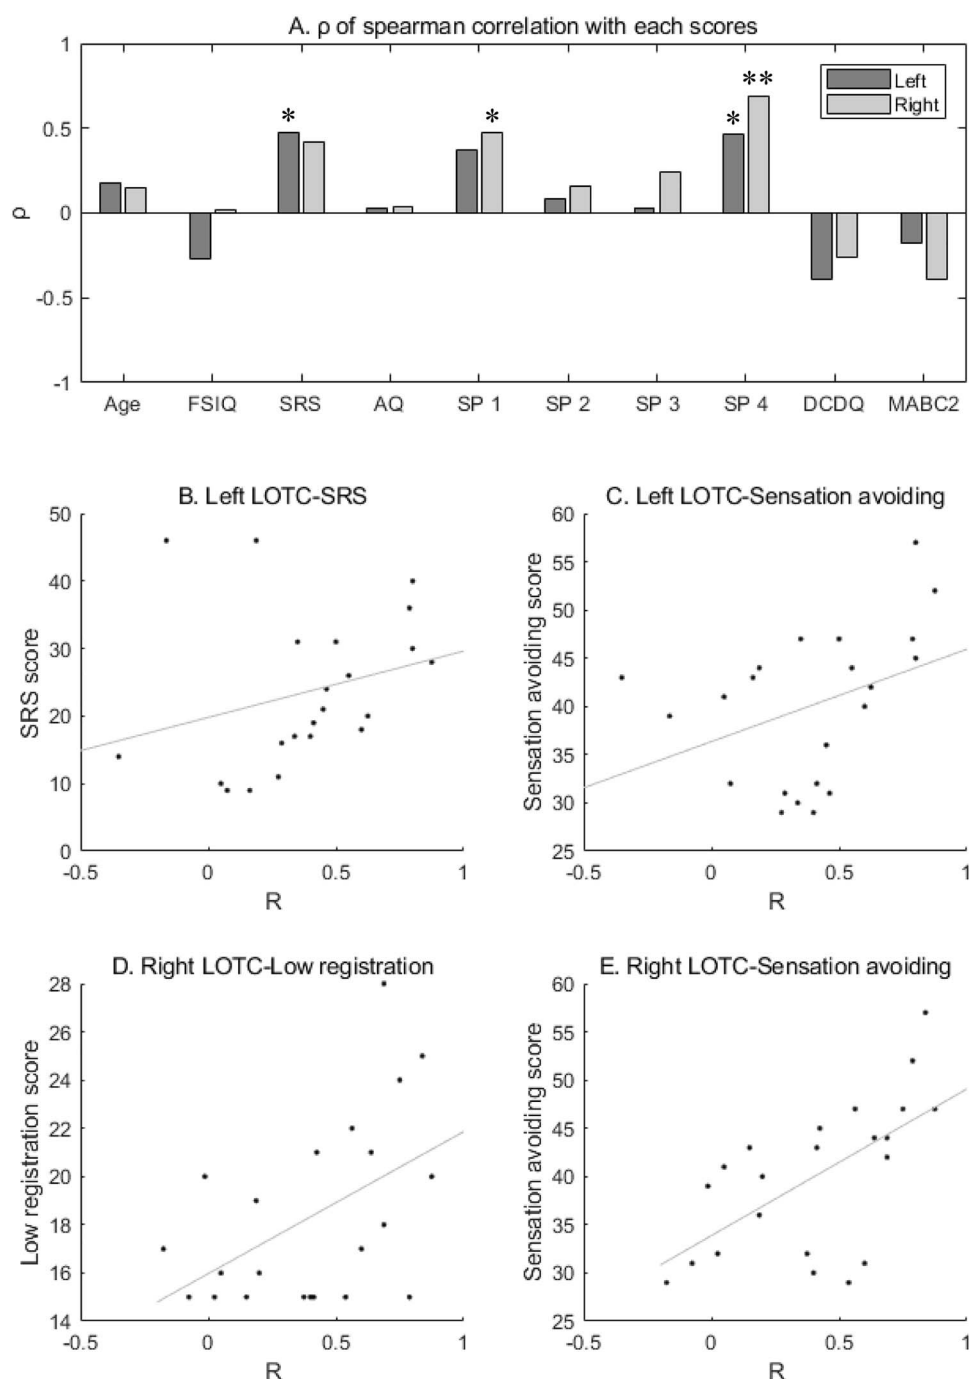 A. ρ of spearman correlation with each scores
1
0.5
0
-0.5
-1
ρ
* * * **
Left
Right
Age FSIQ SRS AQ SP 1 SP 2 SP 3 SP 4 DCDQ MABC2
B. Left LOTC-SRS
50
40
30
20
10
0
SRS score
-0.5 0 0.5 1
R
C. Left LOTC-Sensation avoiding
60
55
50
45
40
35
30
25
Sensation avoiding score
-0.5 0 0.5 1
R
D. Right LOTC-Low registration
28
26
24
22
20
18
16
14
Low registration score
-0.5 0 0.5 1
R
E. Right LOTC-Sensation avoiding
60
55
50
45
40
35
30
25
Sensation avoiding score
-0.5 0 0.5 1
R